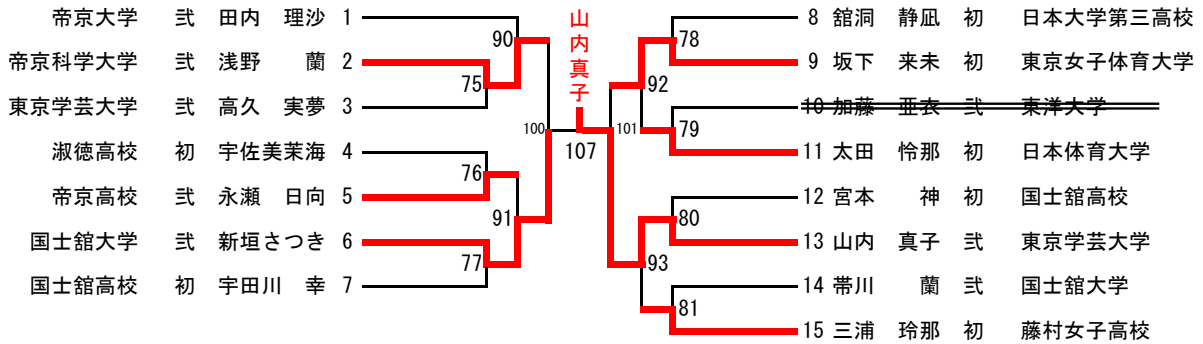 帝京大学 弐 田内 理沙 1
帝京科学大学 弐 浅野 蘭 2
東京学芸大学 弐 高久 実夢 3
淑徳高校 初 宇佐美茉海 4
帝京高校 弐 永瀬 日向 5
国士舘大学 弐 新垣さつき 6
国士舘高校 初 宇田川 幸 7
90
75
76
91
77
100
山内真子
107
101
78
92
79
80
93
81
8 舘洞 静凪 初 日本大学第三高校
9 坂下 来未 初 東京女子体育大学
10 加藤 亜衣 弐 東洋大学
11 太田 怜那 初 日本体育大学
12 宮本 神 初 国士舘高校
13 山内 真子 弐 東京学芸大学
14 帯川 蘭 弐 国士舘大学
15 三浦 玲那 初 藤村女子高校